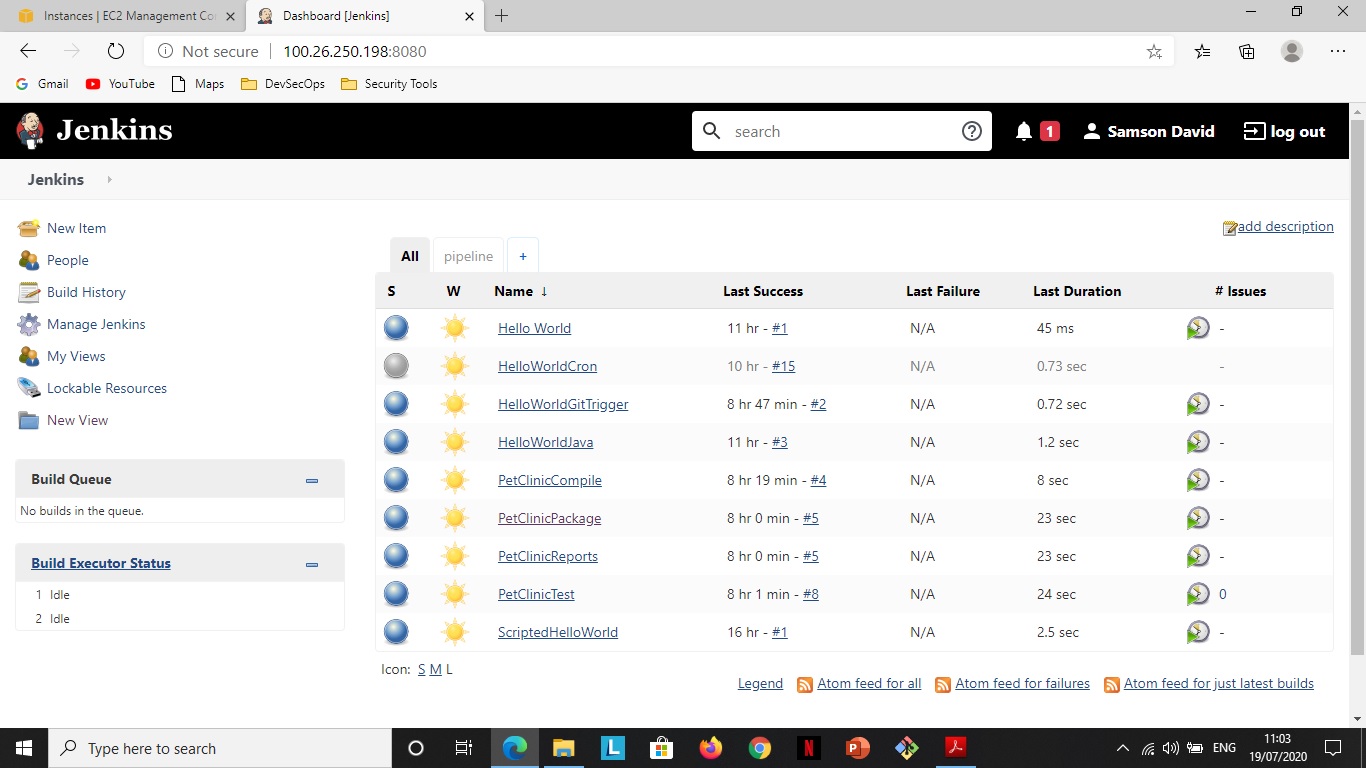 Instances | EC2 Management Co
Dashboard [Jenkins]
Not secure | 100.26.250.198:8080
Gmail YouTube Maps DevSecOps Security Tools
Jenkins search 1 Samson David log out
Jenkins
New Item
People
Build History
Manage Jenkins
My Views
Lockable Resources
New View
Build Queue
No builds in the queue.
Build Executor Status
1 Idle
2 Idle
add description
All pipeline +
S W Name ↓ Last Success Last Failure Last Duration # Issues
Hello World 11 hr - #1 N/A 45 ms -
HelloWorldCron 10 hr - #15 N/A 0.73 sec -
HelloWorldGitTrigger 8 hr 47 min - #2 N/A 0.72 sec -
HelloWorldJava 11 hr - #3 N/A 1.2 sec -
PetClinicCompile 8 hr 19 min - #4 N/A 8 sec -
PetClinicPackage 8 hr 0 min - #5 N/A 23 sec -
PetClinicReports 8 hr 0 min - #5 N/A 23 sec -
PetClinicTest 8 hr 1 min - #8 N/A 24 sec 0
ScriptedHelloWorld 16 hr - #1 N/A 2.5 sec -
Icon: S M L
Legend Atom feed for all Atom feed for failures Atom feed for just latest builds
Type here to search
ENG
11:03
19/07/2020